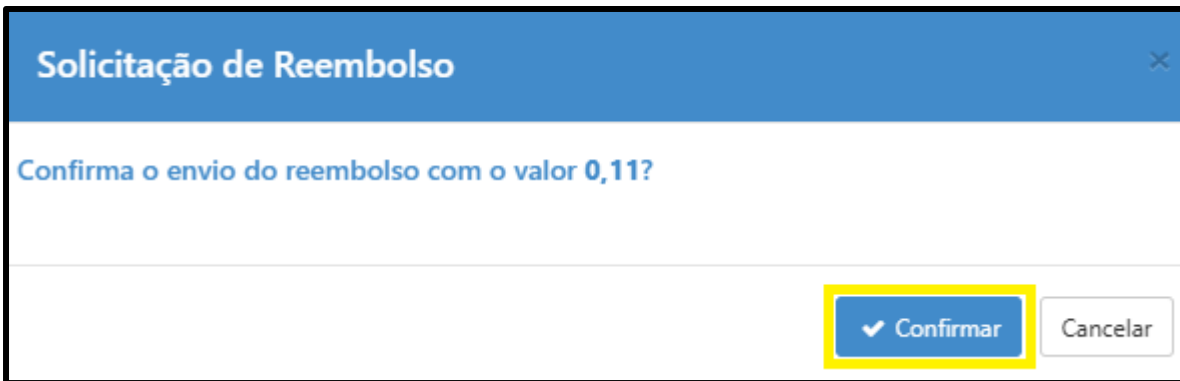 Solicitação de Reembolso
Confirma o envio do reembolso com o valor 0,11?
Confirmar
Cancelar